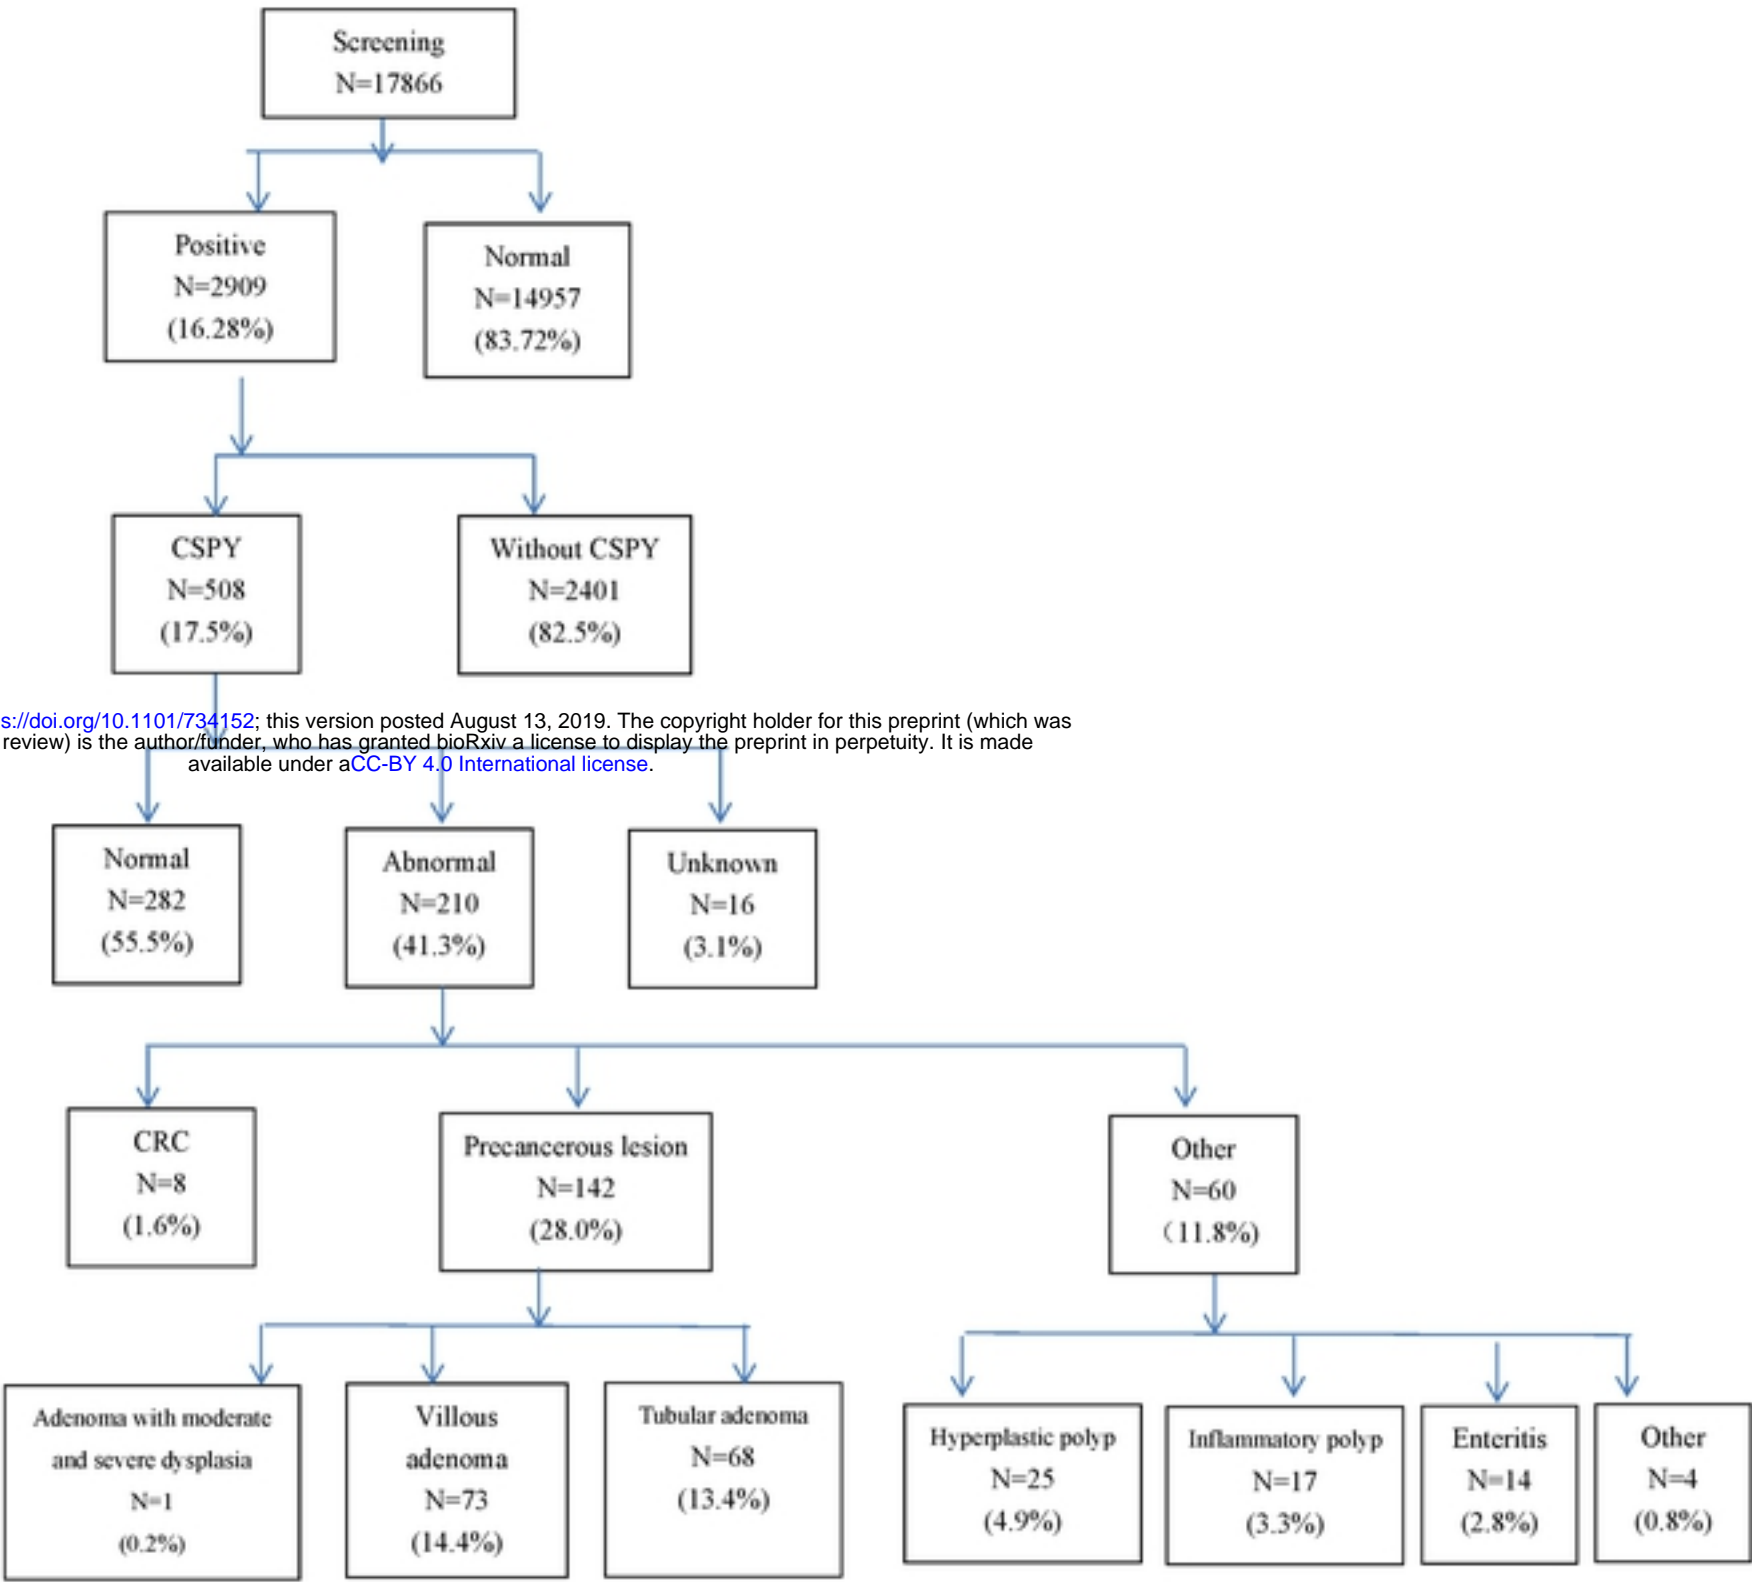 Screening
N=17866
Positive
N=2909
(16.28%)
Normal
N=14957
(83.72%)
CSPY
N=508
(17.5%)
Without CSPY
N=2401
(82.5%)
s://doi.org/10.1101/734152; this version posted August 13, 2019. The copyright holder for this preprint (which was
review) is the author/funder, who has granted bioRxiv a license to display the preprint in perpetuity. It is made
available under aCC-BY 4.0 International license.
Normal
N=282
(55.5%)
Abnormal
N=210
(41.3%)
Unknown
N=16
(3.1%)
CRC
N=8
(1.6%)
Precancerous lesion
N=142
(28.0%)
Other
N=60
（11.8%)
Adenoma with moderate
and severe dysplasia
N=1
(0.2%)
Villous
adenoma
N=73
(14.4%)
Tubular adenoma
N=68
(13.4%)
Hyperplastic polyp
N=25
(4.9%)
Inflammatory polyp
N=17
(3.3%)
Enteritis
N=14
(2.8%)
Other
N=4
(0.8%)